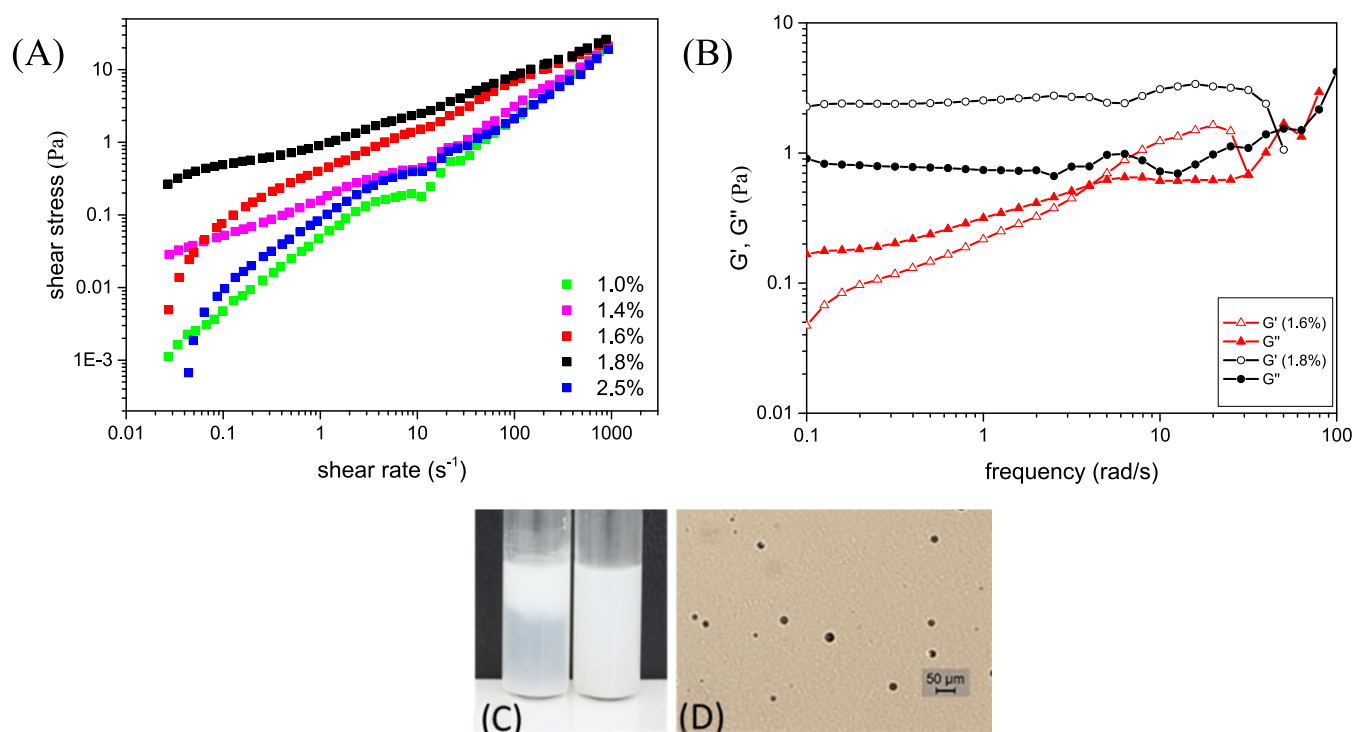 (A)
shear stress (Pa)
10
1
0.1
0.01
1E-3
0.01 0.1 1 10 100 1000
shear rate (s⁻¹)
1.0%
1.4%
1.6%
1.8%
2.5%
(B)
G', G'' (Pa)
10
1
0.1
0.01
0.1 1 10 100
frequency (rad/s)
G' (1.6%)
G''
G' (1.8%)
G''
(C)
(D)
50 µm